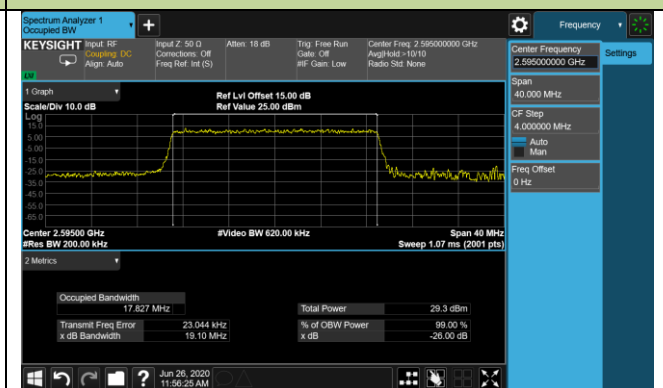 Spectrum Analyzer 1
Occupied BW
+
Frequency
KEYSIGHT
Input: RF
Coupling: DC
Align: Auto
Input Z: 50 Ω
Corrections: Off
Freq Ref: Int (S)
Atten: 18 dB
Trig: Free Run
Gate: Off
#IF Gain: Low
Center Freq: 2.595000000 GHz
Avg|Hold:>10/10
Radio Std: None
Center Frequency
2.595000000 GHz
Settings
Span
40.000 MHz
CF Step
4.000000 MHz
Auto
Man
Freq Offset
0 Hz
1 Graph
Scale/Div 10.0 dB
Ref Lvl Offset 15.00 dB
Ref Value 25.00 dBm
Log
15.0
5.00
-5.00
-15.0
-25.0
-35.0
-45.0
-55.0
-65.0
Center 2.59500 GHz
#Video BW 620.00 kHz
Span 40 MHz
#Res BW 200.00 kHz
Sweep 1.07 ms (2001 pts)
2 Metrics
Occupied Bandwidth
17.827 MHz
Total Power
29.3 dBm
Transmit Freq Error
23.044 kHz
% of OBW Power
99.00 %
x dB Bandwidth
19.10 MHz
x dB
-26.00 dB
?
Jun 26, 2020
11:56:25 AM